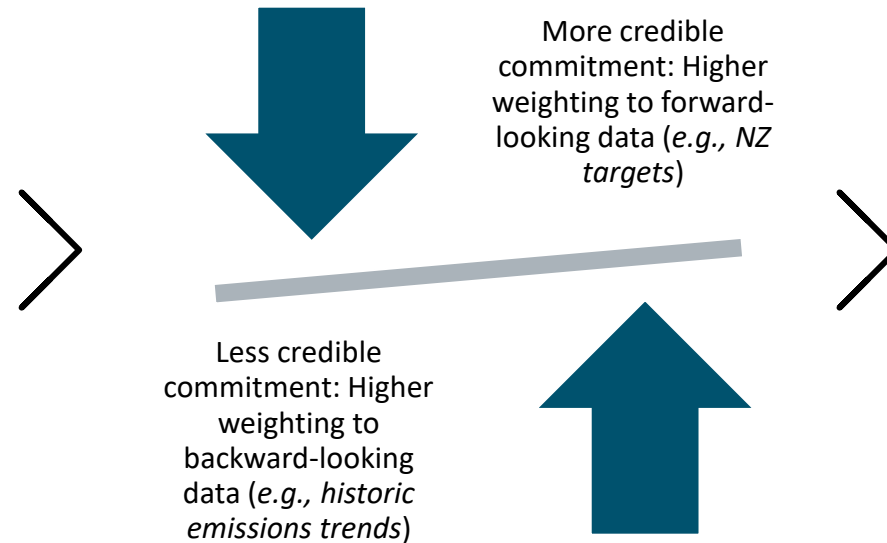 More credible
commitment: Higher
weighting to forward-
looking data (e.g., NZ
targets)
Less credible
commitment: Higher
weighting to
backward-looking
data (e.g., historic
emissions trends)